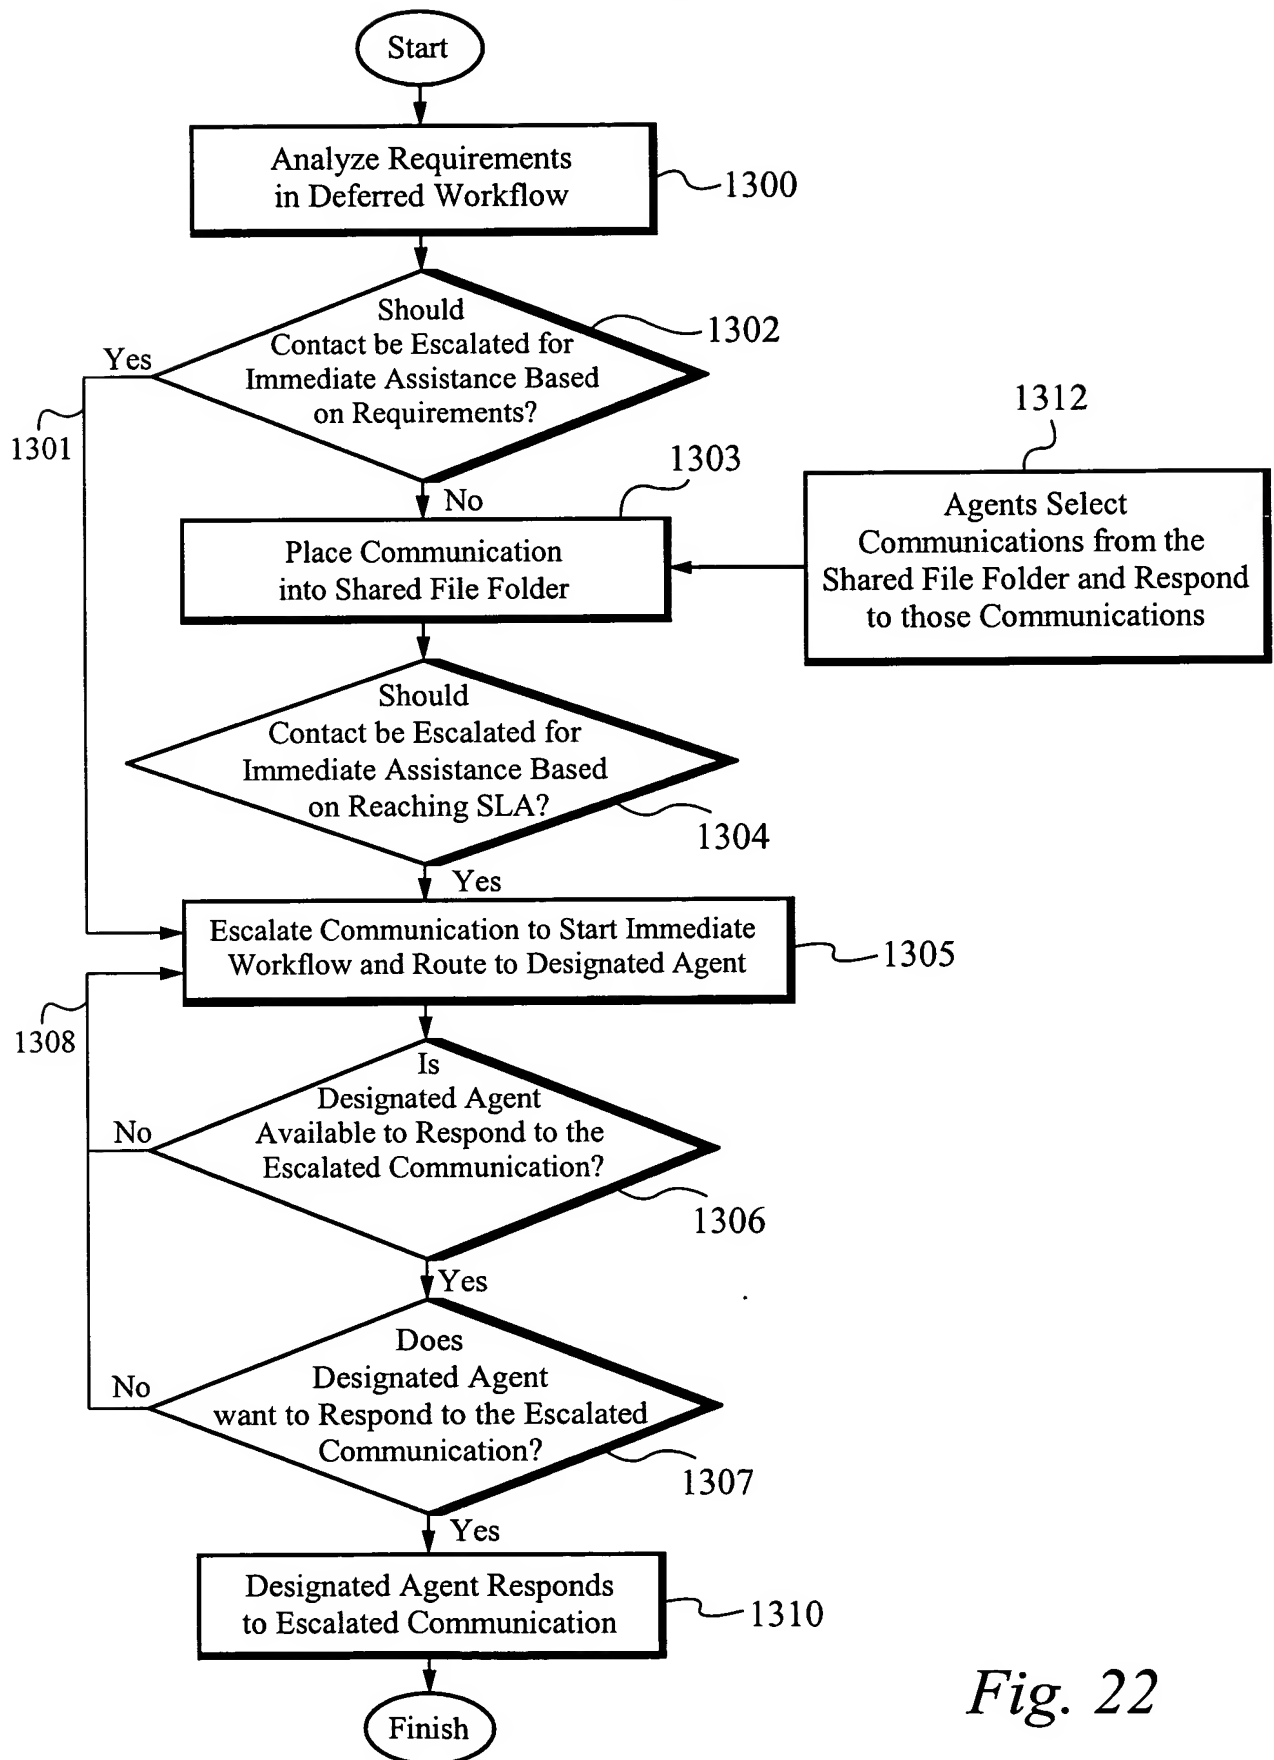 Start
Analyze Requirements
in Deferred Workflow
1300
Should
Contact be Escalated for
Immediate Assistance Based
on Requirements?
1302
Yes
1301
No
1303
Place Communication
into Shared File Folder
1312
Agents Select
Communications from the
Shared File Folder and Respond
to those Communications
Should
Contact be Escalated for
Immediate Assistance Based
on Reaching SLA?
1304
Yes
Escalate Communication to Start Immediate
Workflow and Route to Designated Agent
1305
1308
Is
Designated Agent
Available to Respond to the
Escalated Communication?
No
1306
Yes
Does
Designated Agent
want to Respond to the Escalated
Communication?
No
1307
Yes
Designated Agent Responds
to Escalated Communication
1310
Finish
Fig. 22